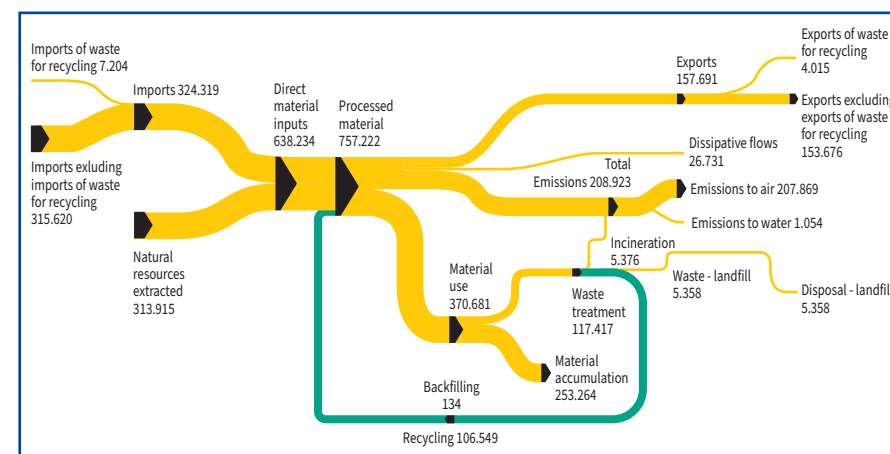 Imports of waste
for recycling 7.204
Imports 324.319
Imports exluding
imports of waste
for recycling
315.620
Natural
resources
extracted
313.915
Direct
material
inputs
638.234
Processed
material
757.222
Exports
157.691
Exports of waste
for recycling
4.015
Exports excluding
exports of waste
for recycling
153.676
Dissipative flows
26.731
Total
Emissions 208.923
Emissions to air 207.869
Emissions to water 1.054
Incineration
5.376
Material
use
370.681
Waste
treatment
117.417
Waste - landfill
5.358
Disposal - landfil
5.358
Material
accumulation
253.264
Backfilling
134
Recycling 106.549